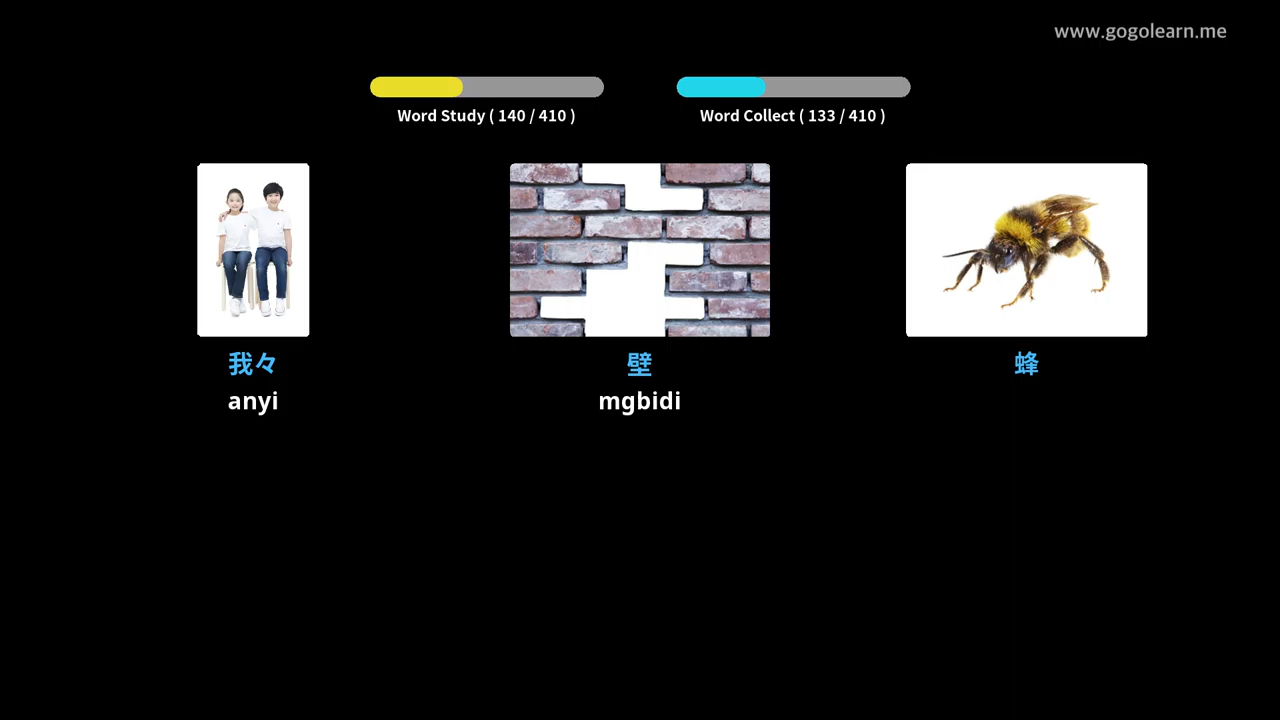 www.gogolearn.me
Word Study ( 140 / 410 )
Word Collect ( 133 / 410 )
我々
anyi
壁
mgbidi
蜂